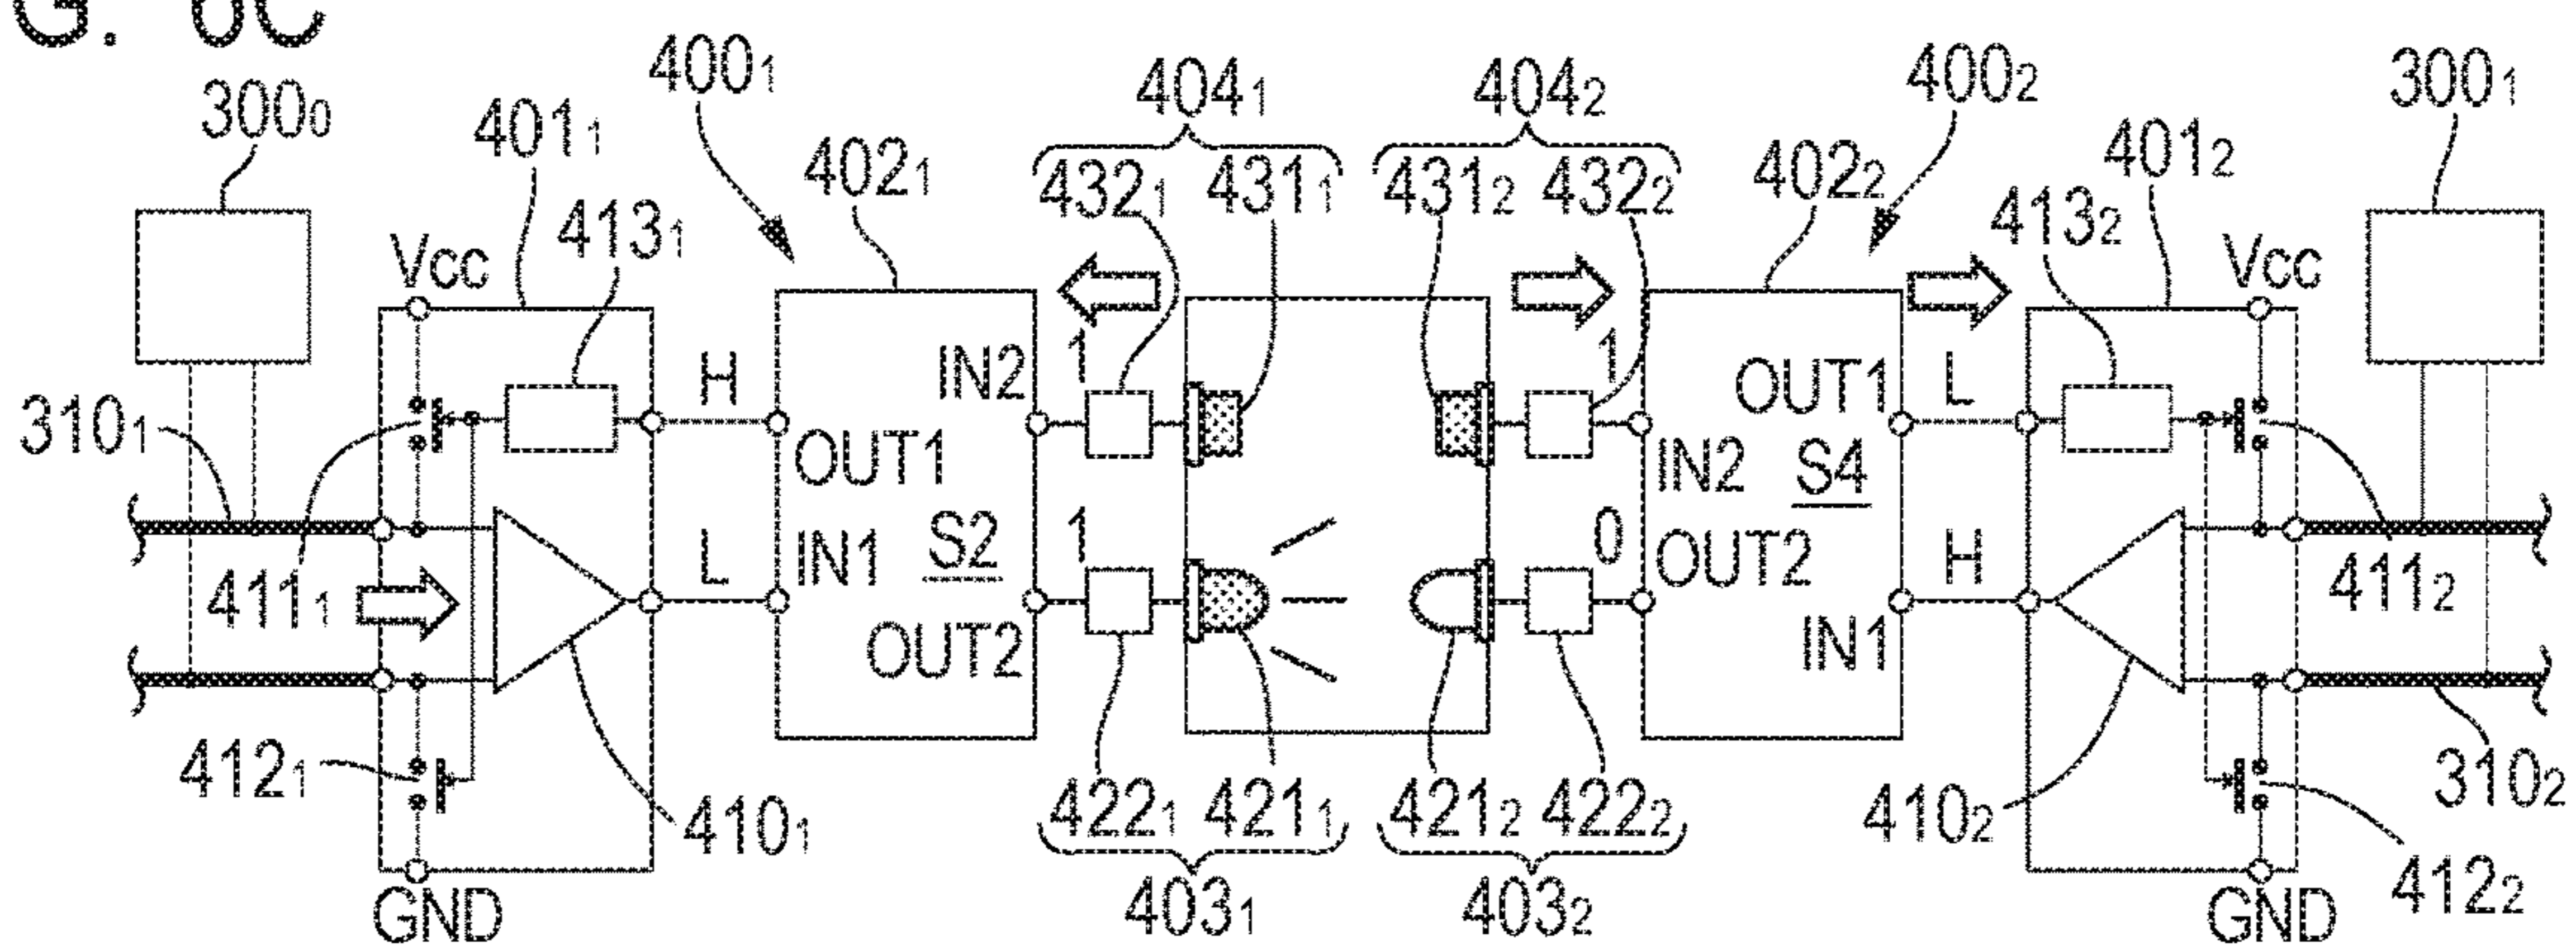 G. 6C
400₁ 404₁ 404₂ 400₂ 300₁
300₀ 401₁ 402₁ 432₁ 431₁ 431₂ 432₂ 402₂ 401₂
413₁ 413₂
Vcc Vcc
H IN2 1 1 OUT1 L
310₁ OUT1 IN2 S4
411₁ L IN1 S2 1 0 OUT2 H 411₂
OUT2 IN1
412₁ 410₁ 422₁ 421₁ 421₂ 422₂ 410₂ 310₂
GND 403₁ 403₂ GND 412₂